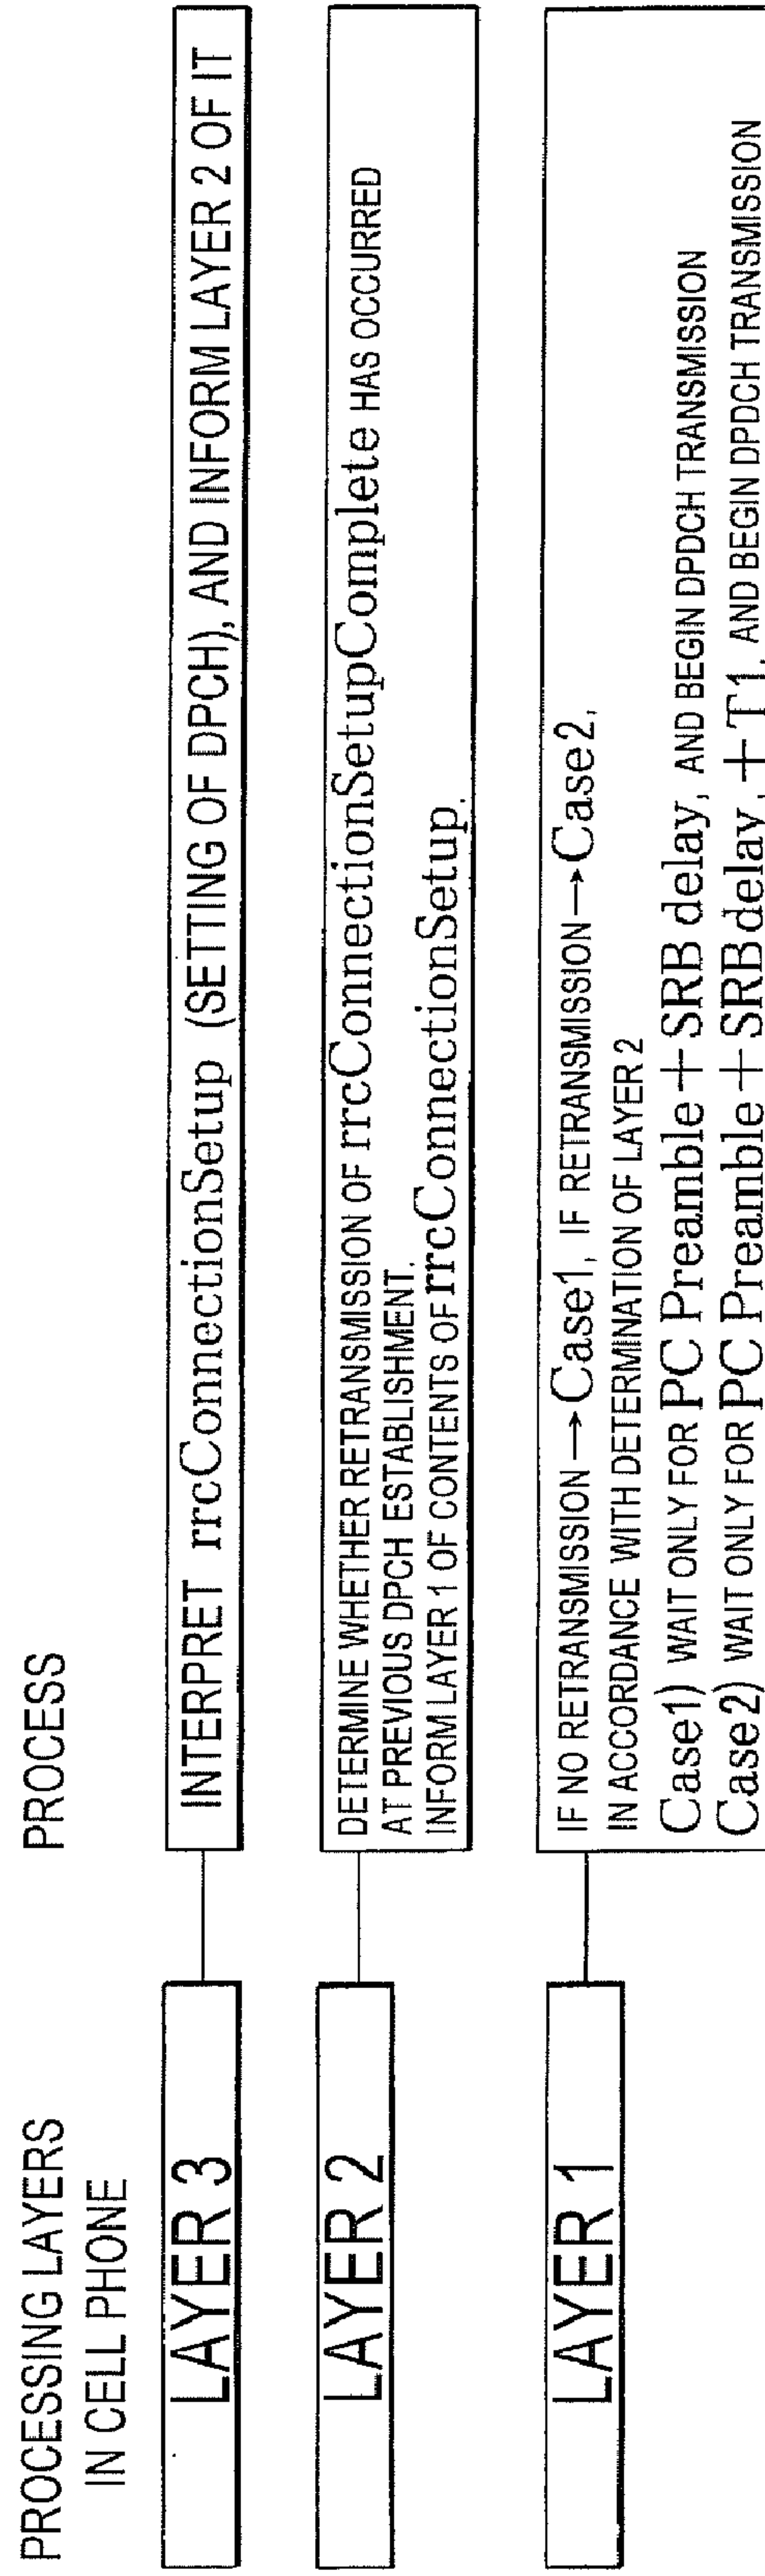 PROCESSING LAYERS
IN CELL PHONE
PROCESS
LAYER 3
INTERPRET rrcConnectionSetup (SETTING OF DPCH), AND INFORM LAYER 2 OF IT
LAYER 2
DETERMINE WHETHER RETRANSMISSION OF rrcConnectionSetupComplete HAS OCCURRED
AT PREVIOUS DPCH ESTABLISHMENT.
INFORM LAYER 1 OF CONTENTS OF rrcConnectionSetup.
LAYER 1
IF NO RETRANSMISSION → Case1, IF RETRANSMISSION → Case2,
IN ACCORDANCE WITH DETERMINATION OF LAYER 2
Case1) WAIT ONLY FOR PC Preamble + SRB delay, AND BEGIN DPDCH TRANSMISSION
Case2) WAIT ONLY FOR PC Preamble + SRB delay, + T1, AND BEGIN DPDCH TRANSMISSION